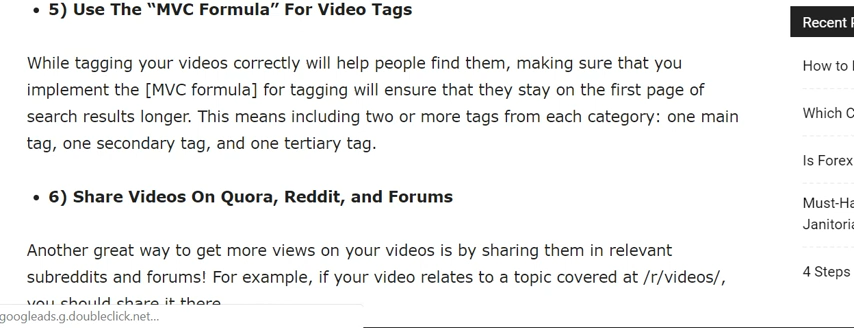 5) Use The “MVC Formula” For Video Tags
While tagging your videos correctly will help people find them, making sure that you
implement the [MVC formula] for tagging will ensure that they stay on the first page of
search results longer. This means including two or more tags from each category: one main
tag, one secondary tag, and one tertiary tag.
6) Share Videos On Quora, Reddit, and Forums
Another great way to get more views on your videos is by sharing them in relevant
subreddits and forums! For example, if your video relates to a topic covered at /r/videos/,
you should share it there
googleads.g.doubleclick.net...
Recent
How to
Which
Is Forex
Must-Ha
Janitoria
4 Steps